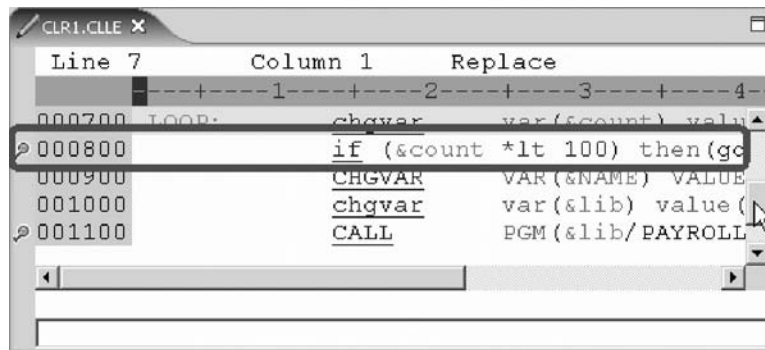 CLR1.CLLE
Line 7 Column 1 Replace
----+----1----+----2----+----3----+----4-
000700 LOOP: chgvar var(&count) valu
000800 if (&count *lt 100) then(go
000900 CHGVAR VAR(&NAME) VALUE
001000 chgvar var(&lib) value(
001100 CALL PGM(&lib/PAYROLL